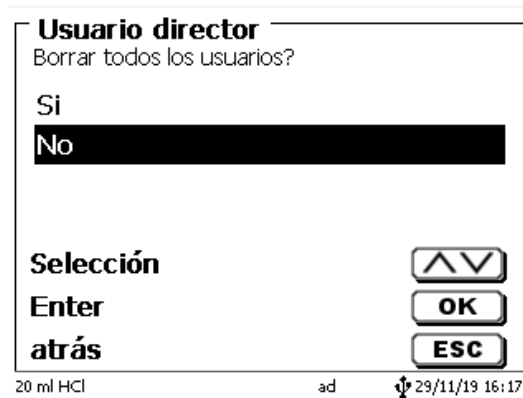 Usuario director
Borrar todos los usuarios?
Si
No
Selección
Enter OK
atrás ESC
20 ml HCl ad 29/11/19 16:17